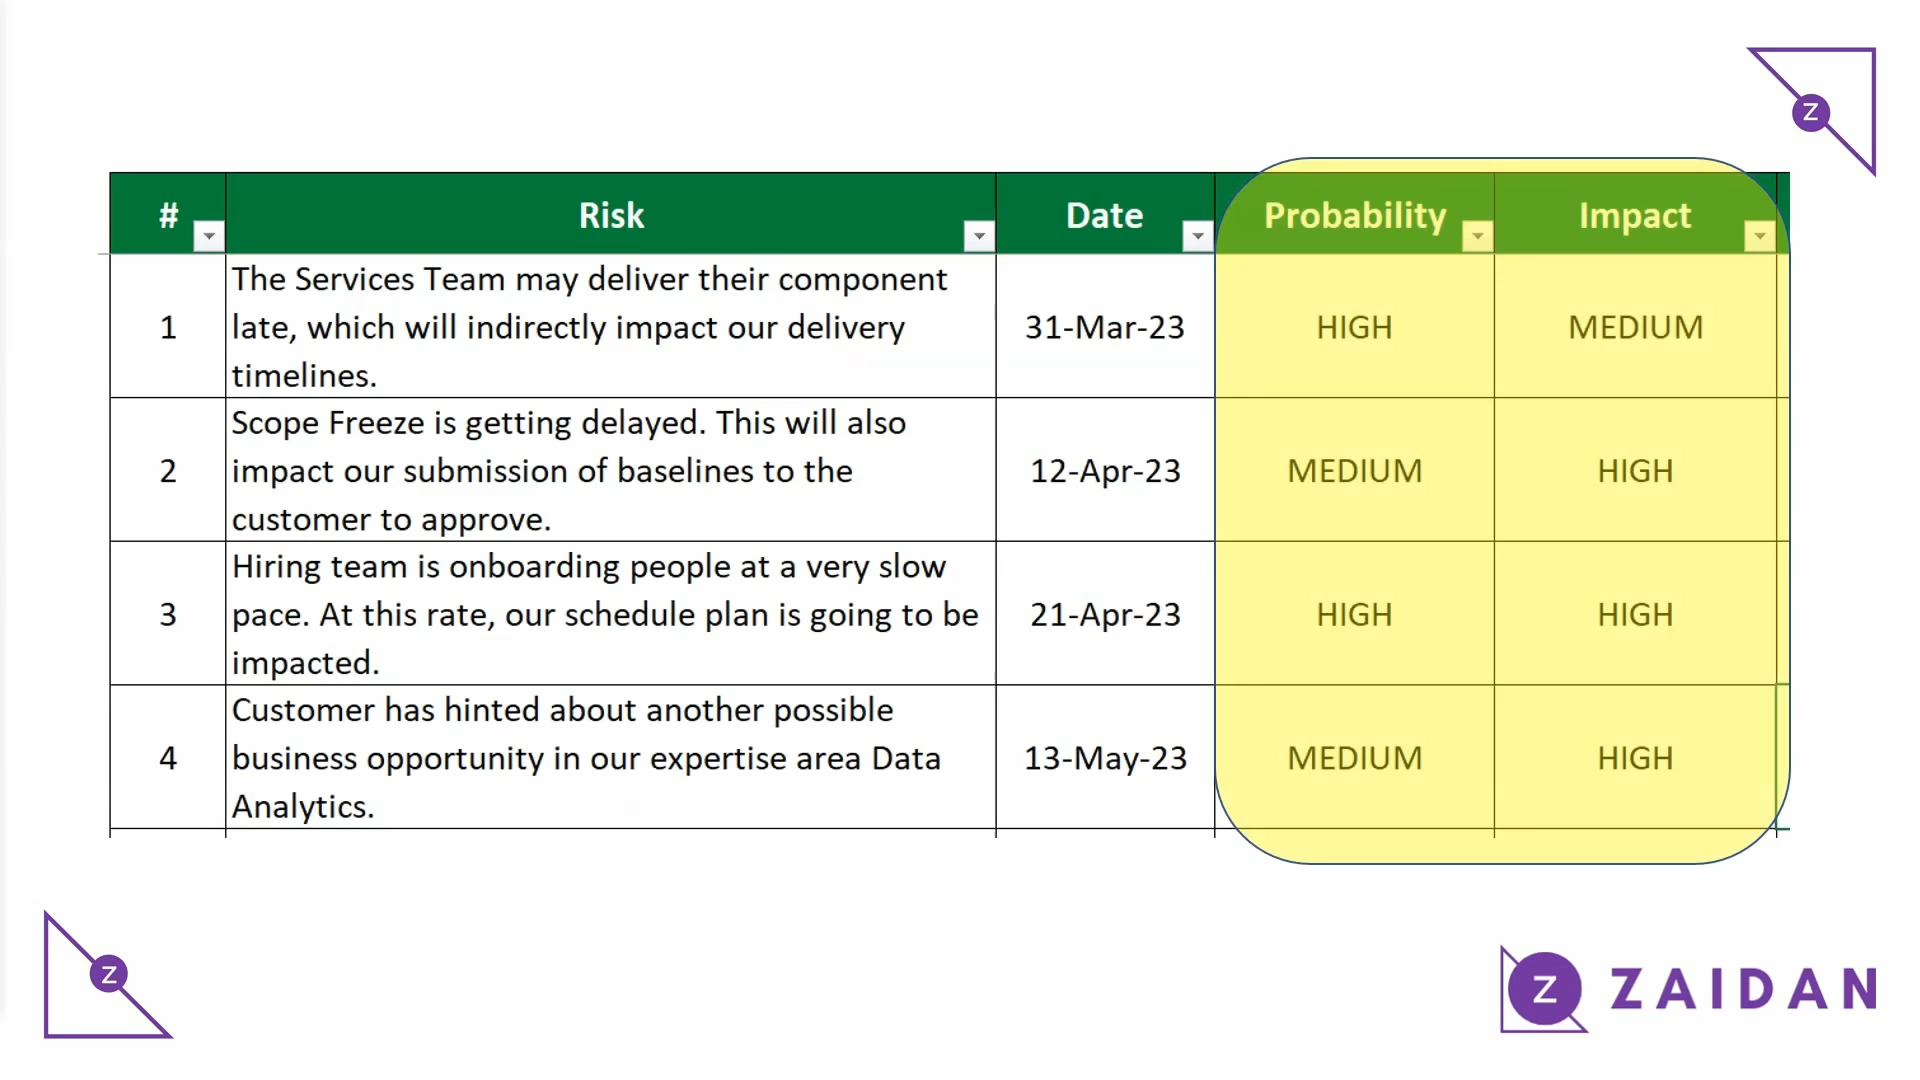 Z
# Risk Date Probability Impact
The Services Team may deliver their component
1 late, which will indirectly impact our delivery 31-Mar-23 HIGH MEDIUM
timelines.
Scope Freeze is getting delayed. This will also
2 impact our submission of baselines to the 12-Apr-23 MEDIUM HIGH
customer to approve.
Hiring team is onboarding people at a very slow
3 pace. At this rate, our schedule plan is going to be 21-Apr-23 HIGH HIGH
impacted.
Customer has hinted about another possible
4 business opportunity in our expertise area Data 13-May-23 MEDIUM HIGH
Analytics.
Z
Z ZAIDAN